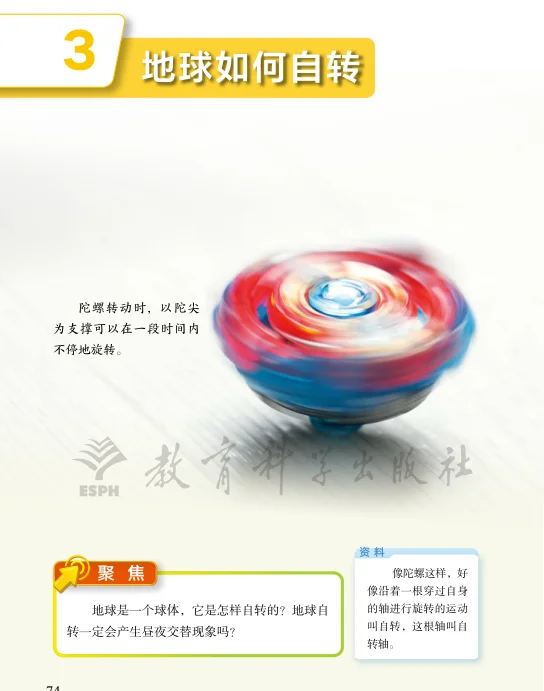 3
地球如何自转
陀螺转动时，以陀尖
为支撑可以在一段时间内
不停地旋转。
教育科学出版社
ESPH
聚焦
地球是一个球体，它是怎样自转的？地球自
转一定会产生昼夜交替现象吗？
资料
像陀螺这样，好
像沿着一根穿过自身
的轴进行旋转的运动
叫自转，这根轴叫自
转轴。
74